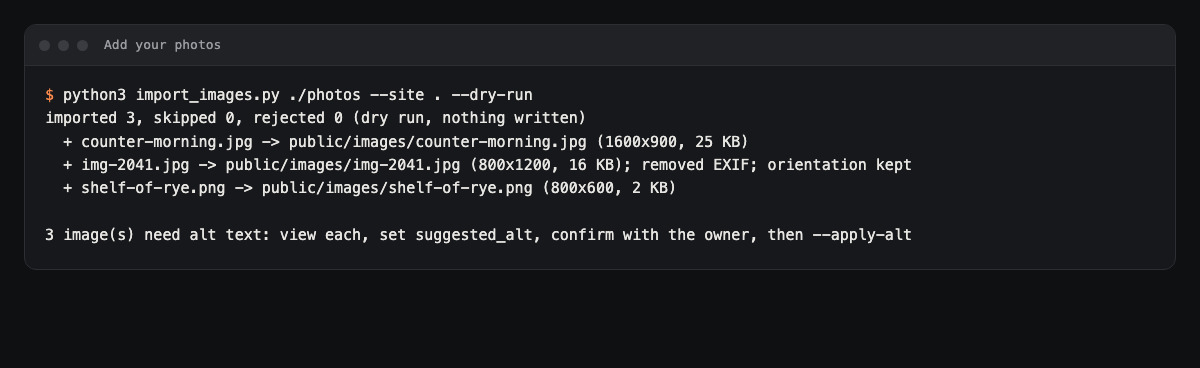 Add your photos
$ python3 import_images.py ./photos --site . --dry-run
imported 3, skipped 0, rejected 0 (dry run, nothing written)
+ counter-morning.jpg -> public/images/counter-morning.jpg (1600x900, 25 KB)
+ img-2041.jpg -> public/images/img-2041.jpg (800x1200, 16 KB); removed EXIF; orientation kept
+ shelf-of-rye.png -> public/images/shelf-of-rye.png (800x600, 2 KB)
3 image(s) need alt text: view each, set suggested_alt, confirm with the owner, then --apply-alt